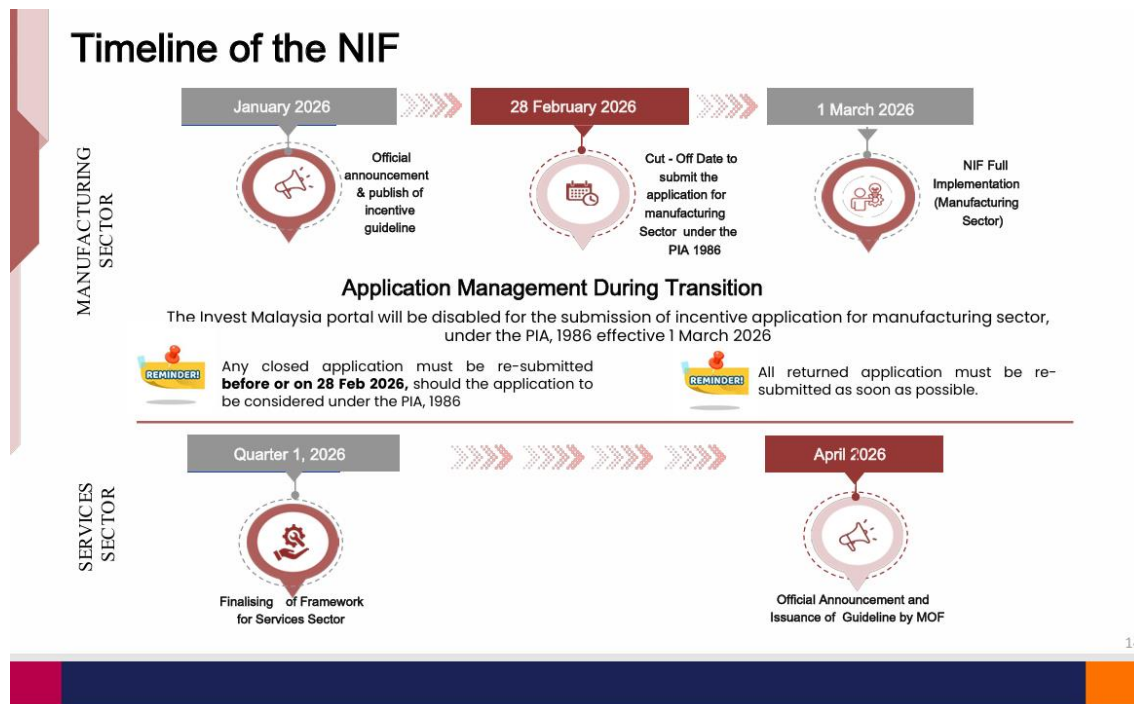 Timeline of the NIF
MANUFACTURING
SECTOR
January 2026
Official
announcement
& publish of
incentive
guideline
28 February 2026
Cut - Off Date to
submit the
application for
manufacturing
Sector under the
PIA 1986
1 March 2026
NIF Full
Implementation
(Manufacturing
Sector)
Application Management During Transition
The Invest Malaysia portal will be disabled for the submission of incentive application for manufacturing sector,
under the PIA, 1986 effective 1 March 2026
REMINDER!
Any closed application must be re-submitted
before or on 28 Feb 2026, should the application to
be considered under the PIA, 1986
REMINDER!
All returned application must be re-
submitted as soon as possible.
SERVICES
SECTOR
Quarter 1, 2026
Finalising of Framework
for Services Sector
April 2026
Official Announcement and
Issuance of Guideline by MOF